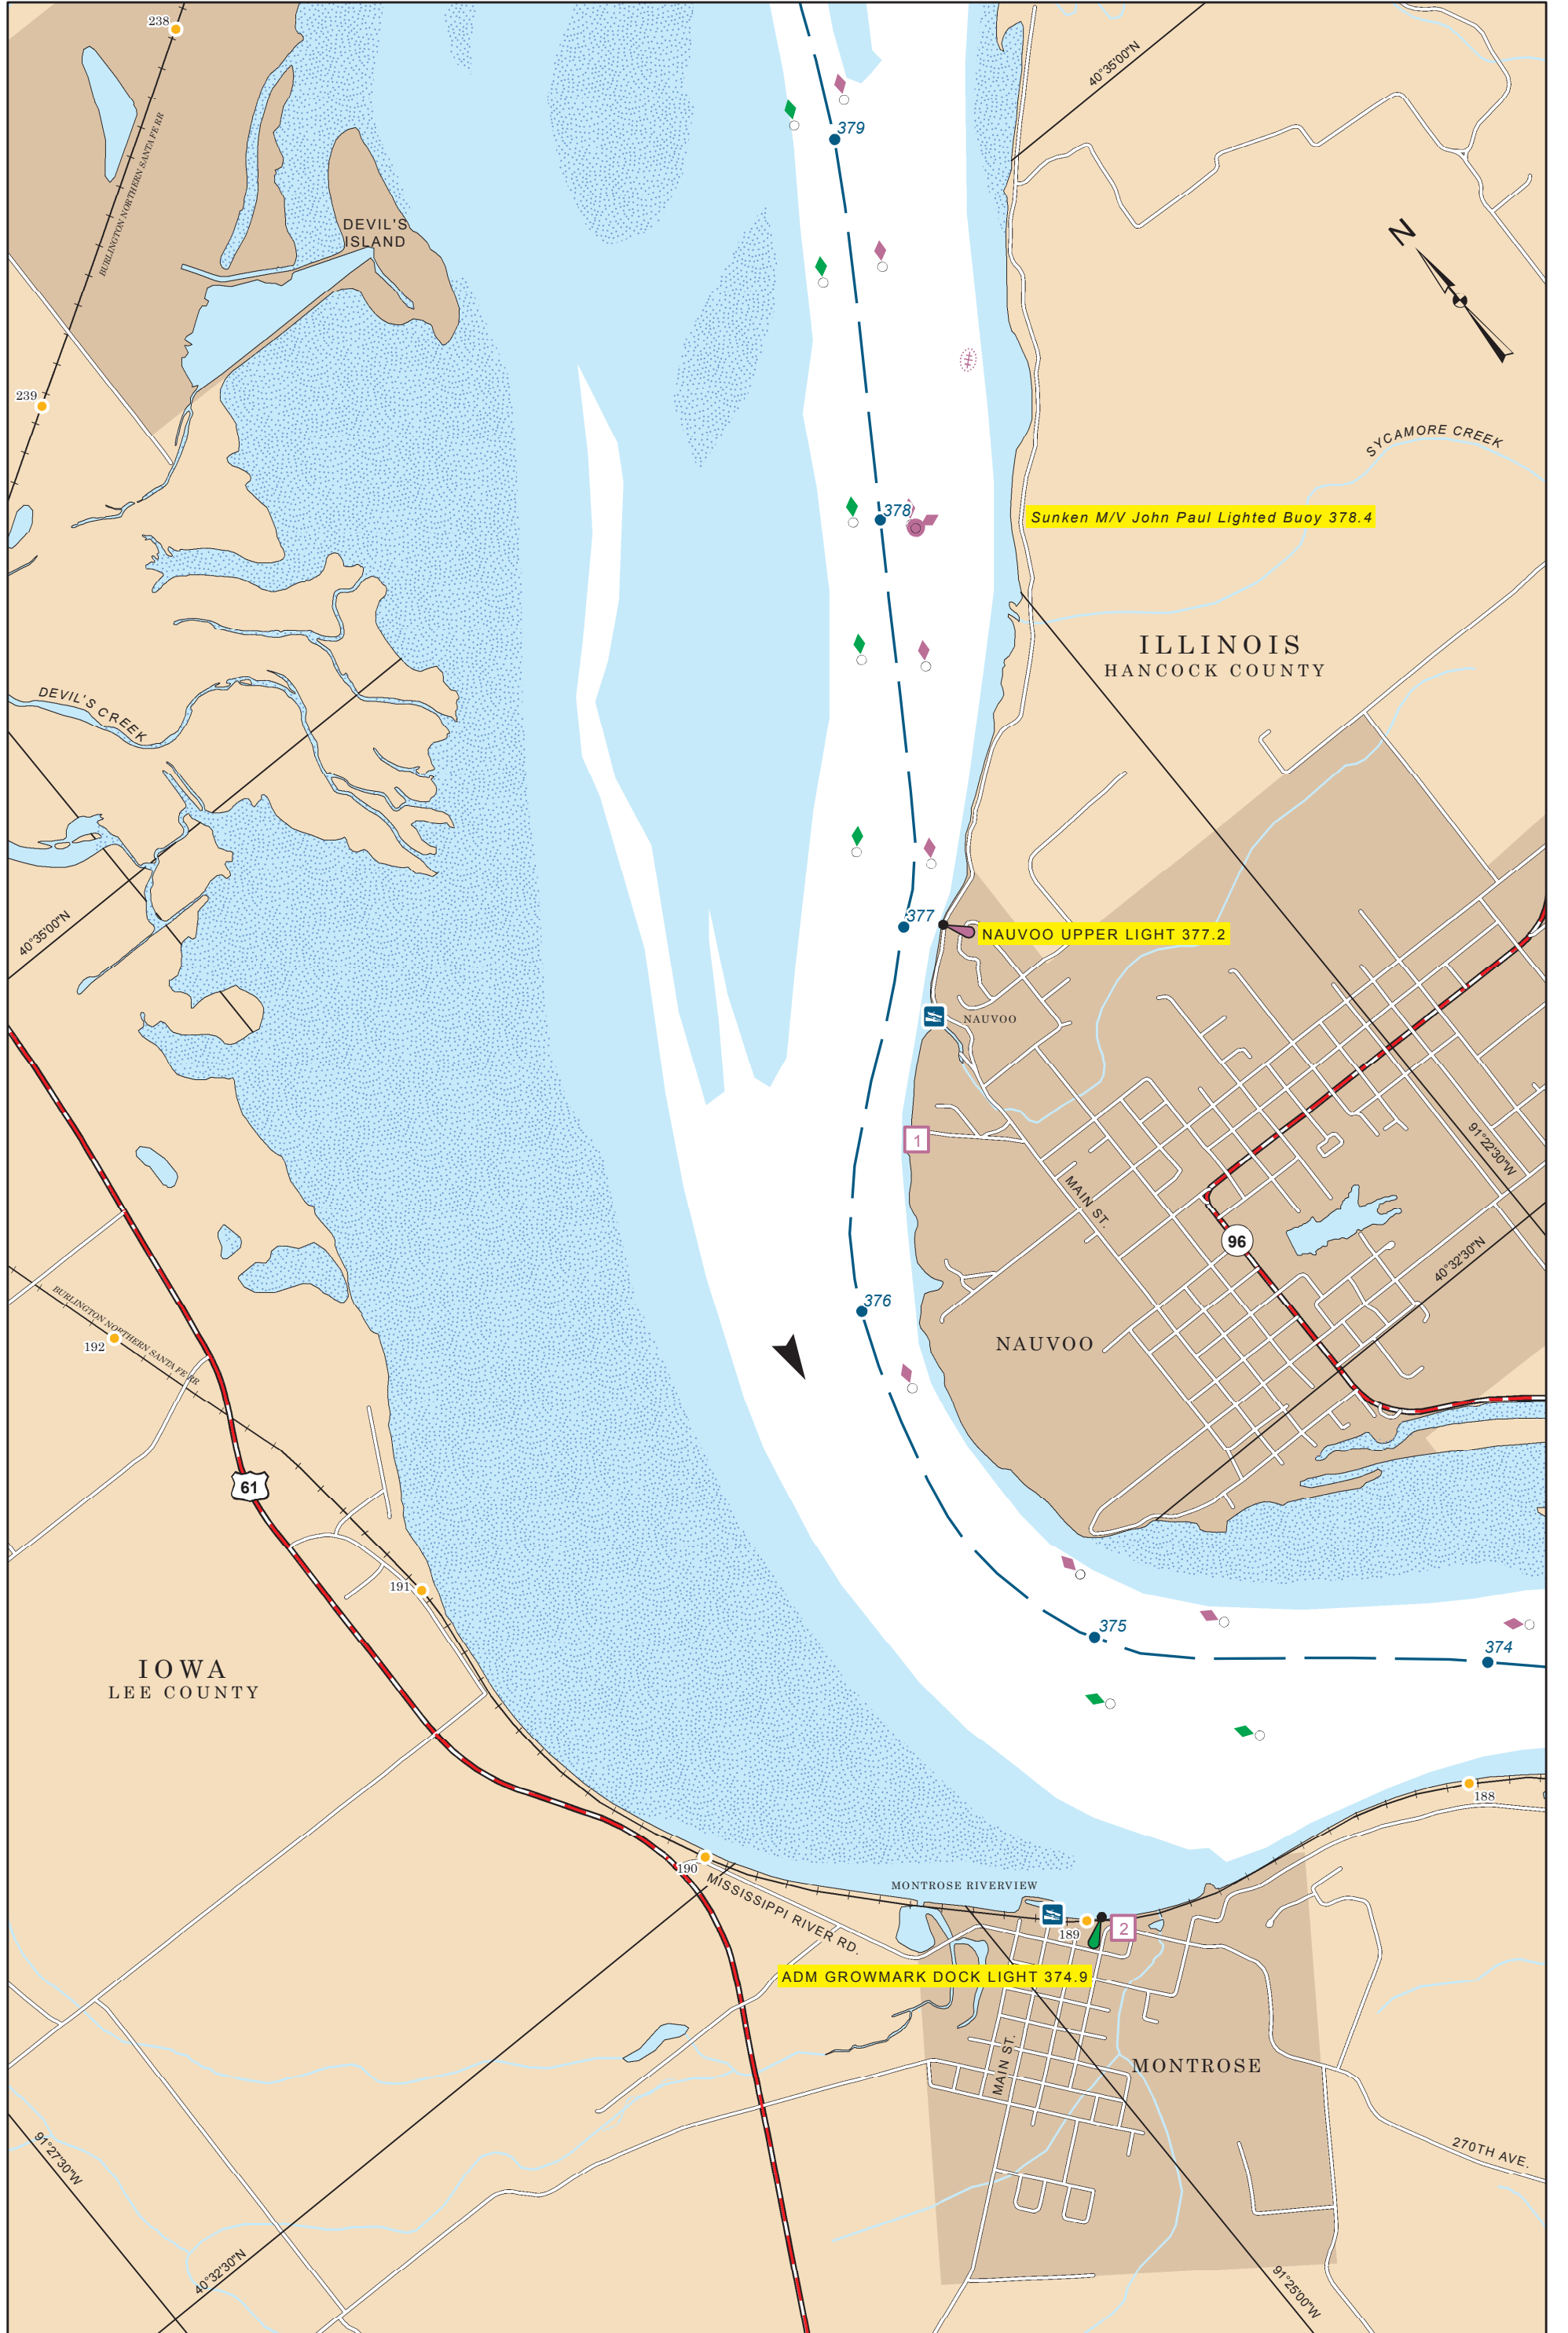 238
40°35'00"N
BURLINGTON NORTHERN SANTA FE RR
379
DEVIL'S
ISLAND
N
239
SYCAMORE CREEK
378
Sunken M/V John Paul Lighted Buoy 378.4
ILLINOIS
HANCOCK COUNTY
DEVIL'S CREEK
377
NAUVOO UPPER LIGHT 377.2
40°35'00"N
NAUVOO
1
91°22'30"W
MAIN ST.
96
40°32'30"N
BURLINGTON NORTHERN SANTA FE RR
376
192
NAUVOO
61
191
375
374
IOWA
LEE COUNTY
188
190
MISSISSIPPI RIVER RD.
MONTROSE RIVERVIEW
189
2
ADM GROWMARK DOCK LIGHT 374.9
MAIN ST.
MONTROSE
91°27'30"W
270TH AVE.
40°32'30"N
91°25'00"W